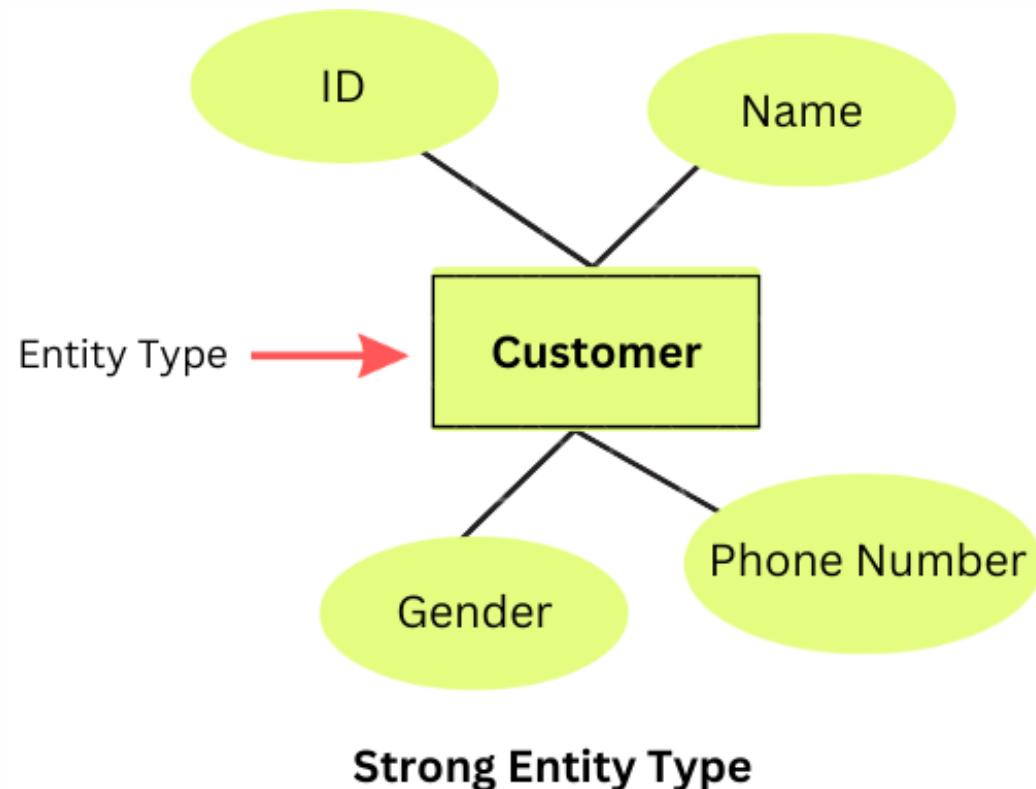 ID
Name
Entity Type
Customer
Phone Number
Gender
Strong Entity Type